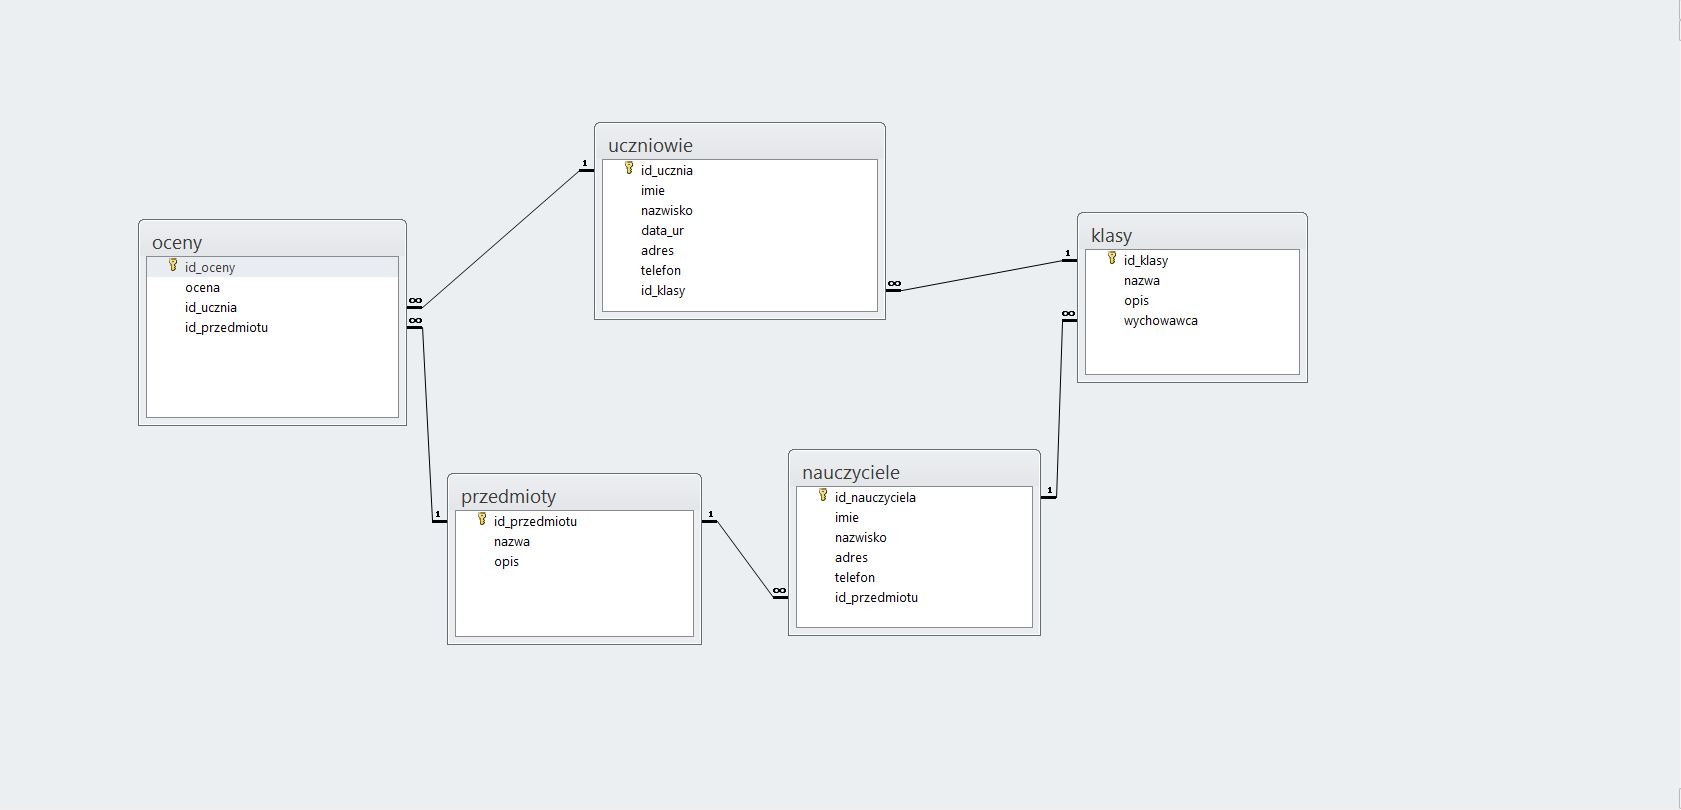 uczniowie
id_ucznia
imie
nazwisko
data_ur
adres
telefon
id_klasy
1
∞
oceny
id_oceny
ocena
id_ucznia
id_przedmiotu
∞
∞
klasy
id_klasy
nazwa
opis
wychowawca
1
∞
przedmioty
id_przedmiotu
nazwa
opis
1
1
nauczyciele
id_nauczyciela
imie
nazwisko
adres
telefon
id_przedmiotu
1
∞